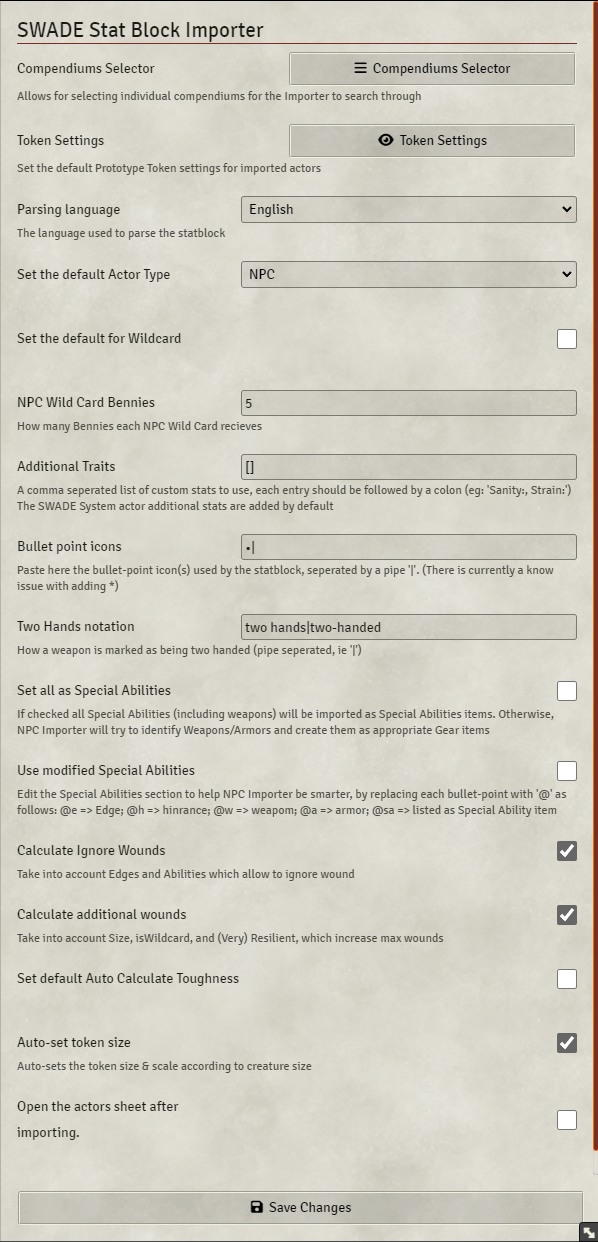 SWADE Stat Block Importer
Compendiums Selector
Compendiums Selector
Allows for selecting individual compendiums for the Importer to search through
Token Settings
Token Settings
Set the default Prototype Token settings for imported actors
Parsing language
English
The language used to parse the statblock
Set the default Actor Type
NPC
Set the default for Wildcard
NPC Wild Card Bennies
5
How many Bennies each NPC Wild Card recieves
Additional Traits
[]
A comma seperated list of custom stats to use, each entry should be followed by a colon (eg: 'Sanity:, Strain:')
The SWADE System actor additional stats are added by default
Bullet point icons
•|
Paste here the bullet-point icon(s) used by the statblock, seperated by a pipe '|'. (There is currently a know
issue with adding *)
Two Hands notation
two hands|two-handed
How a weapon is marked as being two handed (pipe seperated, ie '|')
Set all as Special Abilities
If checked all Special Abilities (including weapons) will be imported as Special Abilities items. Otherwise,
NPC Importer will try to identify Weapons/Armors and create them as appropriate Gear items
Use modified Special Abilities
Edit the Special Abilities section to help NPC Importer be smarter, by replacing each bullet-point with '@' as
follows: @e => Edge; @h => hinrance; @w => weapom; @a => armor; @sa => listed as Special Ability item
Calculate Ignore Wounds
Take into account Edges and Abilities which allow to ignore wound
Calculate additional wounds
Take into account Size, isWildcard, and (Very) Resilient, which increase max wounds
Set default Auto Calculate Toughness
Auto-set token size
Auto-sets the token size & scale according to creature size
Open the actors sheet after
importing.
Save Changes